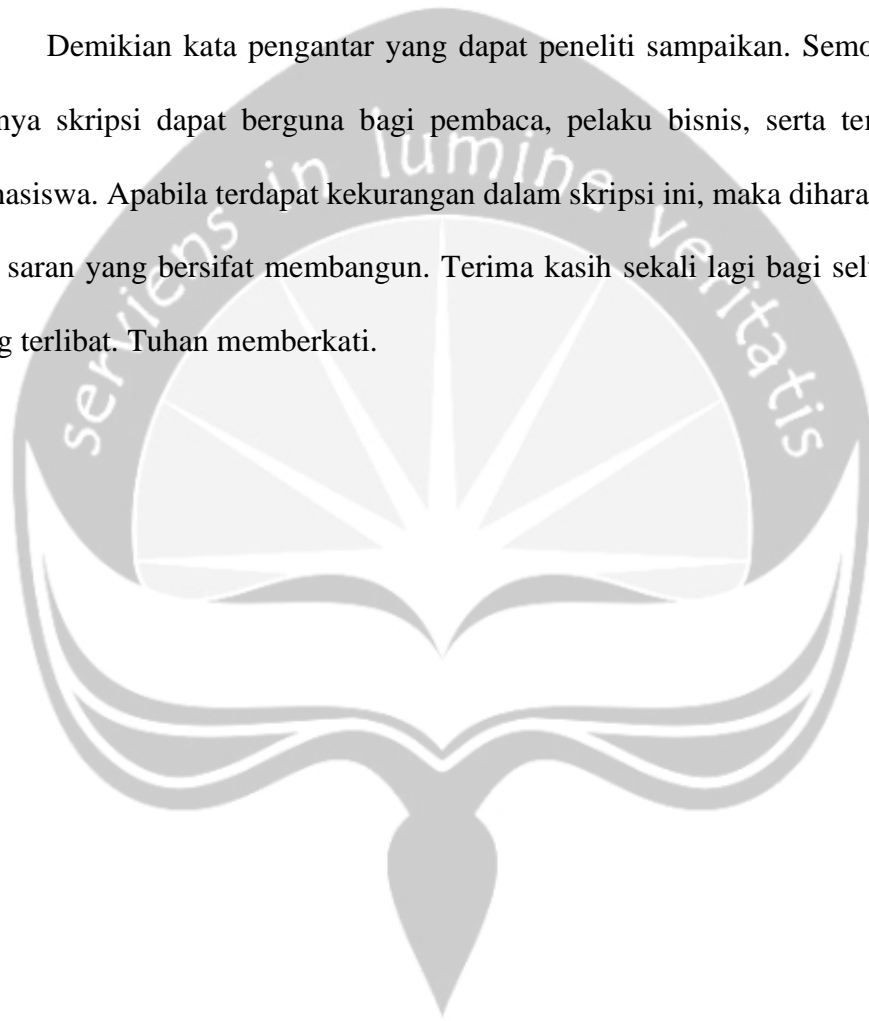 Demikian kata pengantar yang dapat peneliti sampaikan. Semo
nya skripsi dapat berguna bagi pembaca, pelaku bisnis, serta ter
hasiswa. Apabila terdapat kekurangan dalam skripsi ini, maka dihara
saran yang bersifat membangun. Terima kasih sekali lagi bagi sel
g terlibat. Tuhan memberkati.
serviens in lumine veritatis